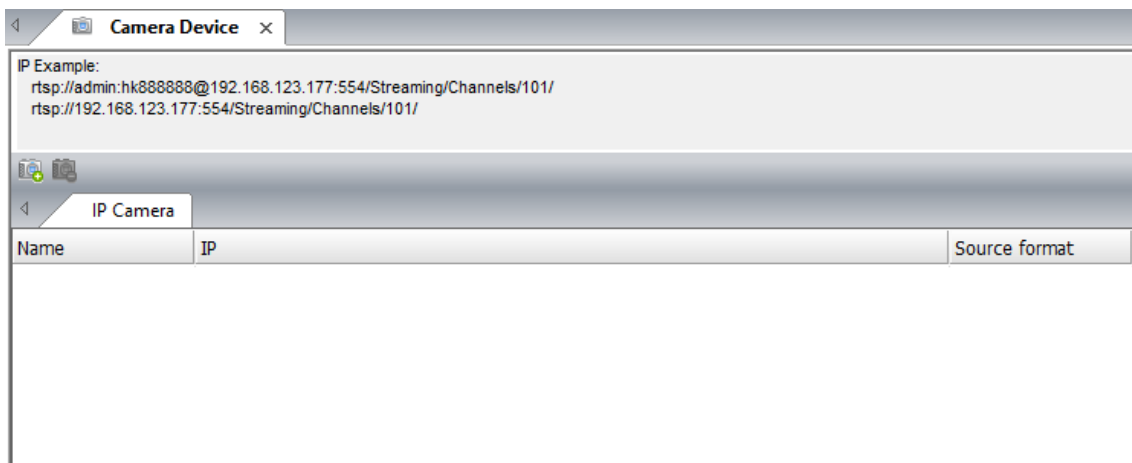 Camera Device
IP Example:
rtsp://admin:hk888888@192.168.123.177:554/Streaming/Channels/101/
rtsp://192.168.123.177:554/Streaming/Channels/101/
IP Camera
Name IP Source format